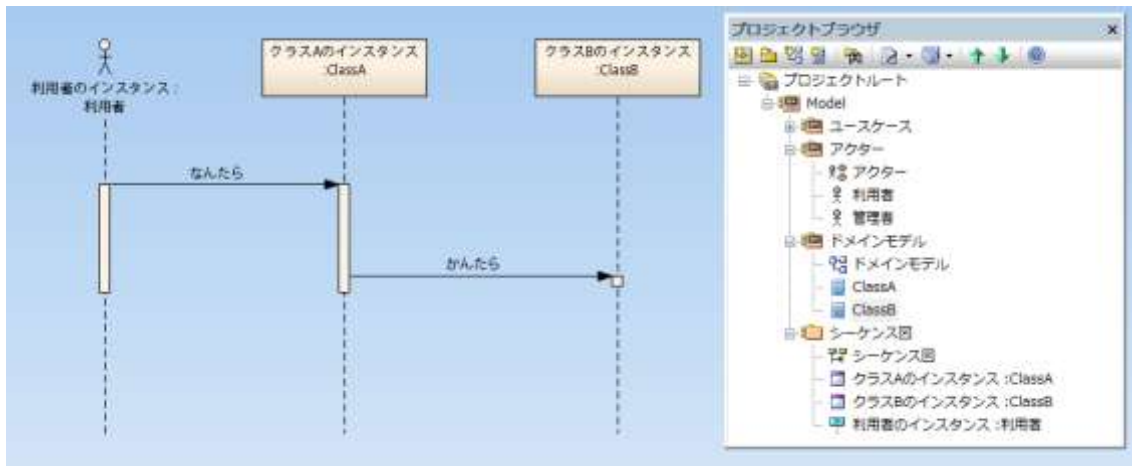 利用者のインスタンス :
利用者
クラスAのインスタンス
:ClassA
クラスBのインスタンス
:ClassB
なんたら
かんたら
プロジェクトブラウザ
プロジェクトルート
Model
ユースケース
アクター
アクター
利用者
管理者
ドメインモデル
ドメインモデル
ClassA
ClassB
シーケンス図
シーケンス図
クラスAのインスタンス :ClassA
クラスBのインスタンス :ClassB
利用者のインスタンス :利用者